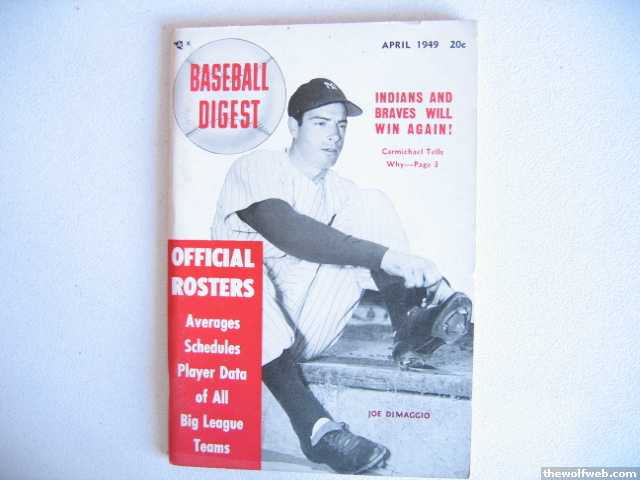 K
APRIL 1949 20c
BASEBALL
DIGEST
INDIANS AND
BRAVES WILL
WIN AGAIN!
Carmichael Tells
Why—Page 3
OFFICIAL
ROSTERS
Averages
Schedules
Player Data
of All
Big League
Teams
JOE DIMAGGIO
thewolfweb.com